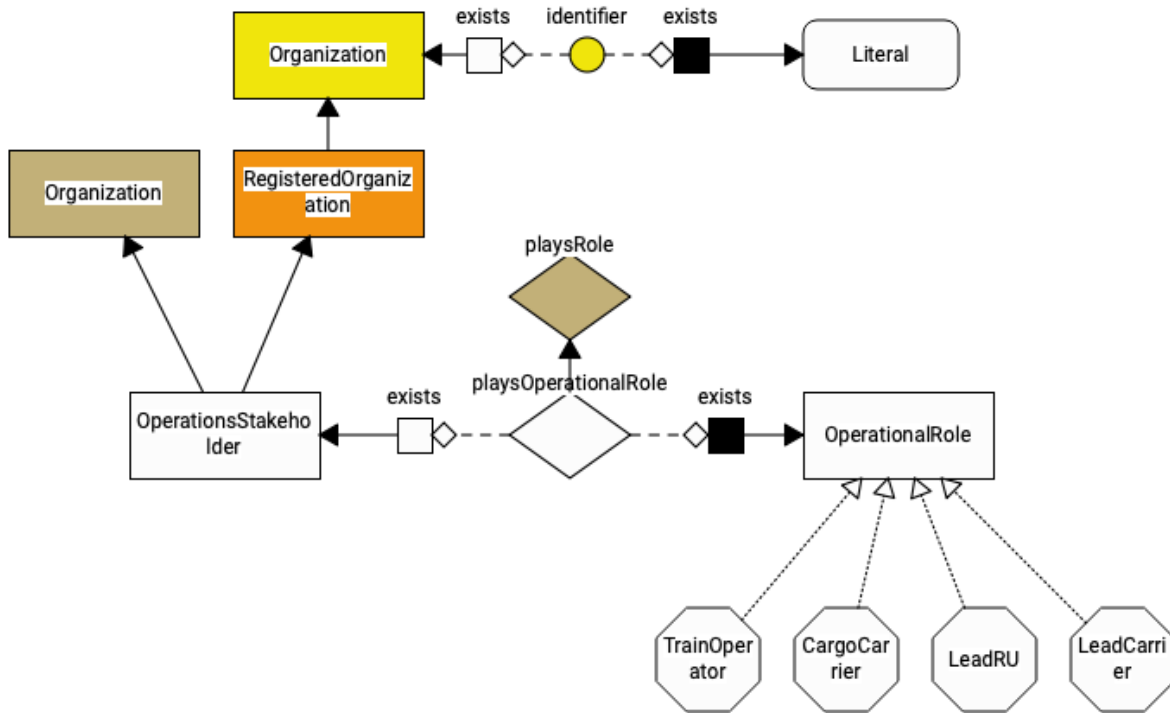 exists
identifier
exists
Organization
Literal
Organization
RegisteredOrganiz
ation
playsRole
playsOperationalRole
exists
exists
OperationsStakeho
lder
OperationalRole
TrainOper
ator
CargoCar
rier
LeadRU
LeadCarri
er